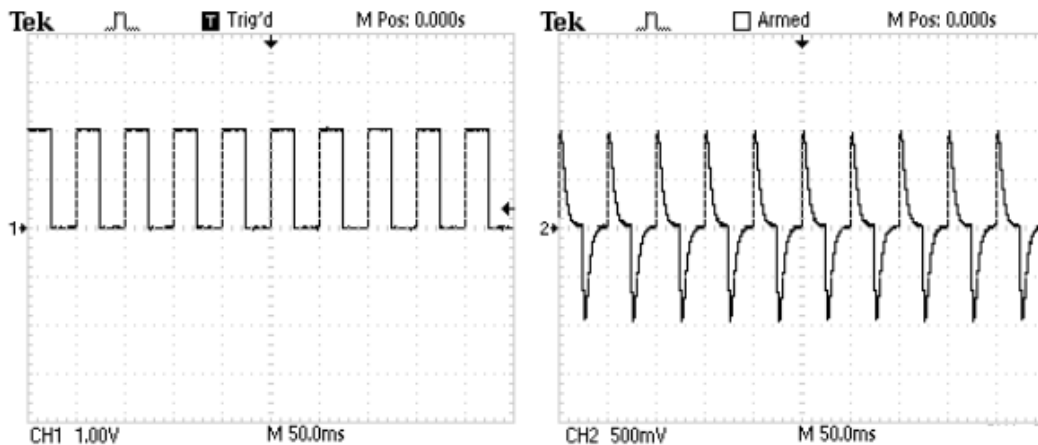 Tek T Trig'd M Pos: 0.000s
1
CH1 1.00V M 50.0ms
Tek Armed M Pos: 0.000s
2
CH2 500mV M 50.0ms